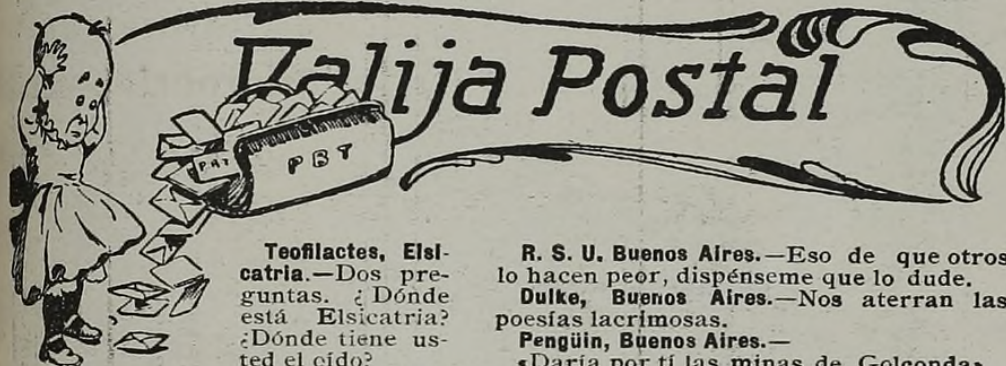 Valija Postal
PBT
PBT
Teofilactes, Elsi-
catria.—Dos pre-
guntas. ¿Dónde
está Elsicatria?
¿Dónde tiene us-
ted el oído?
R. S. U. Buenos Aires.—Eso de que otros
lo hacen peor, dispénseme que lo dude.
Dulke, Buenos Aires.—Nos aterran las
poesías lacrimosas.
Pengüin, Buenos Aires.—
«Daría por tí las minas de Golconda»